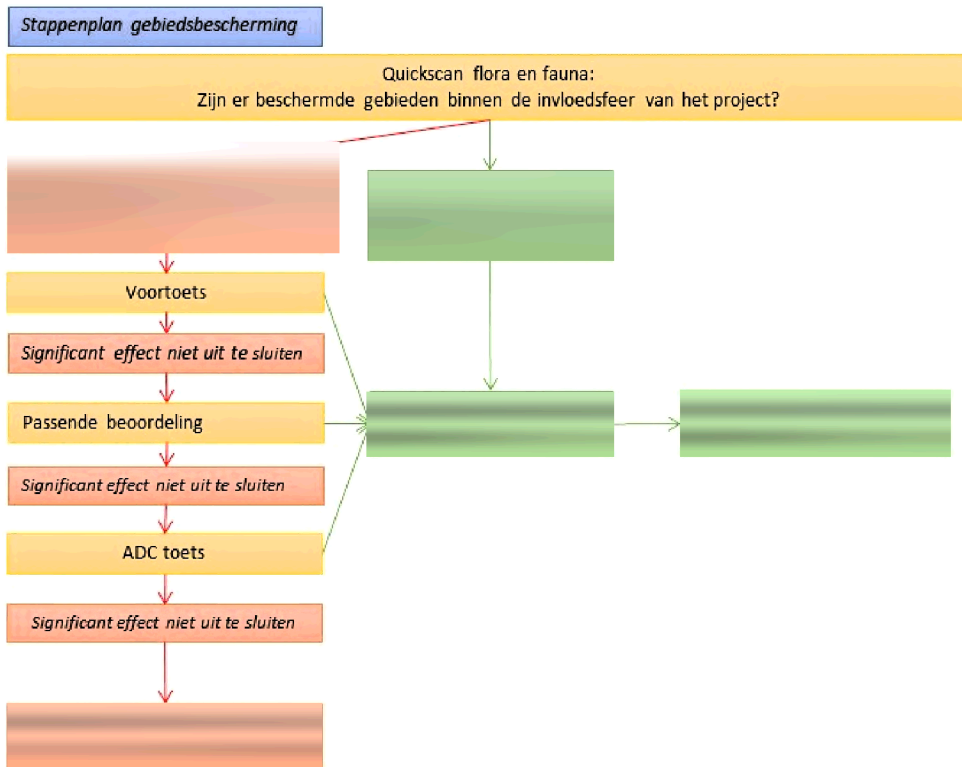 Stappenplan gebiedsbescherming
Quickscan flora en fauna:
Zijn er beschermde gebieden binnen de invloedsfeer van het project?
Voortoets
Significant effect niet uit te sluiten
Passende beoordeling
Significant effect niet uit te sluiten
ADC toets
Significant effect niet uit te sluiten